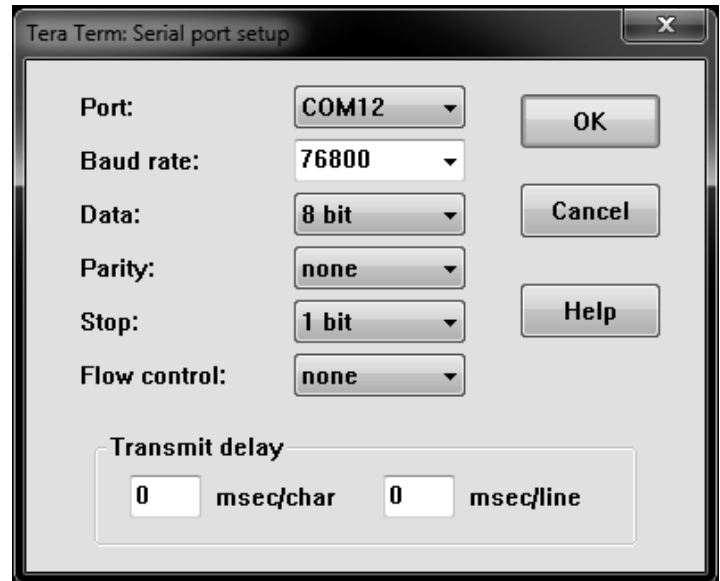 Tera Term: Serial port setup
Port: COM12 OK
Baud rate: 76800
Data: 8 bit Cancel
Parity: none
Stop: 1 bit Help
Flow control: none
Transmit delay
0 msec/char 0 msec/line